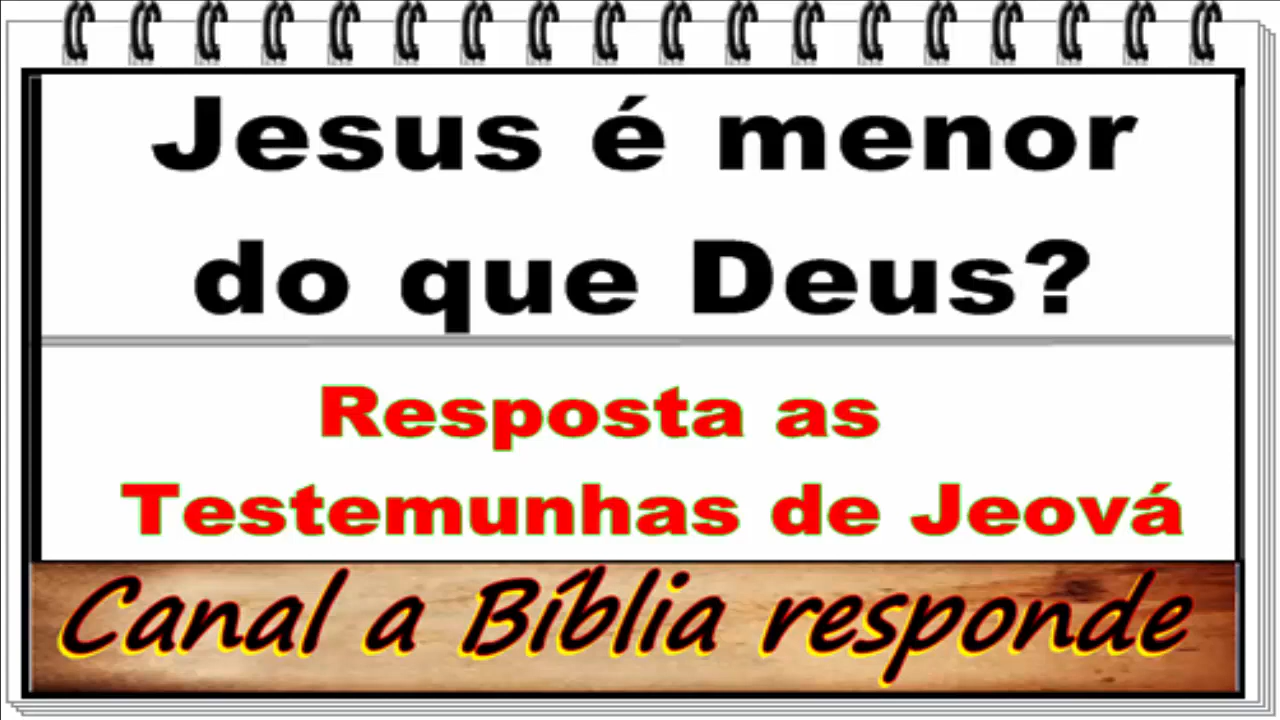 Jesus é menor
do que Deus?
Resposta as
Testemunhas de Jeová
Canal a Bíblia responde